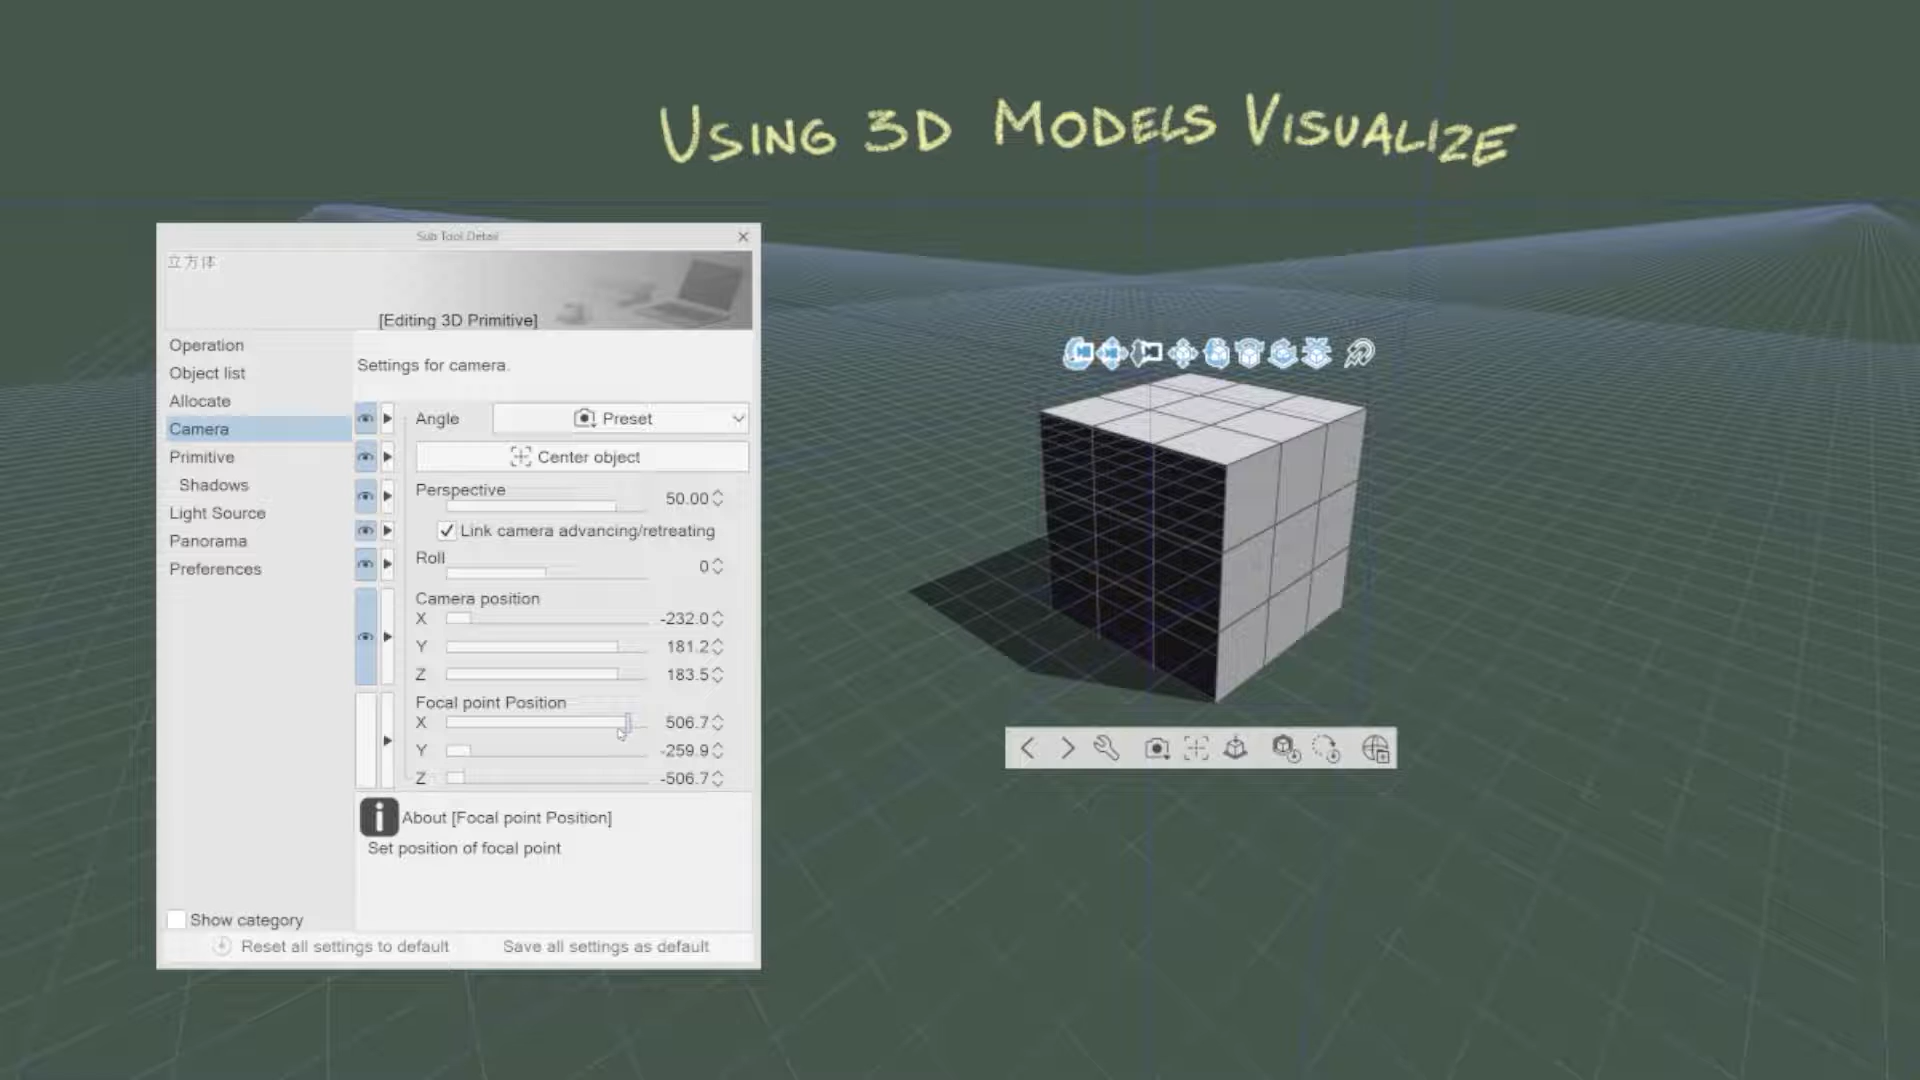 USING 3D MODELS VISUALIZE
Sub Tool Detail
立方体
[Editing 3D Primitive]
Operation
Object list
Allocate
Camera
Primitive
Shadows
Light Source
Panorama
Preferences
Settings for camera.
Angle Preset
Center object
Perspective 50.00
Link camera advancing/retreating
Roll 0
Camera position
X -232.0
Y 181.2
Z 183.5
Focal point Position
X 506.7
Y -259.9
Z -506.7
About [Focal point Position]
Set position of focal point
Show category
Reset all settings to default Save all settings as default